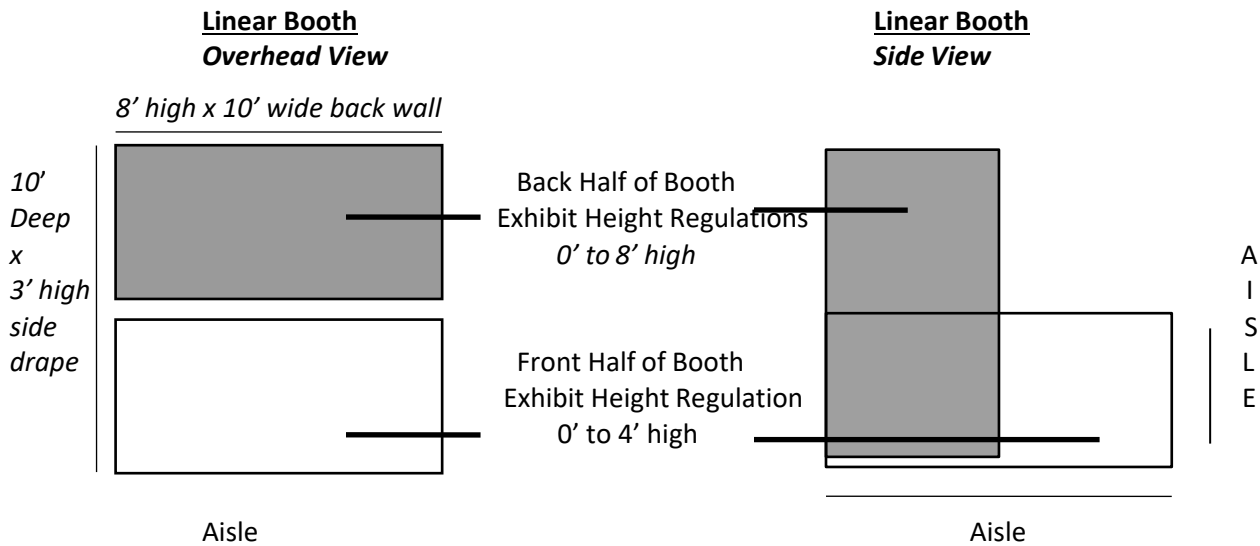 Linear Booth
Overhead View
8’ high x 10’ wide back wall
10’
Deep
x
3’ high
side
drape
Back Half of Booth
Exhibit Height Regulations
0’ to 8’ high
Front Half of Booth
Exhibit Height Regulation
0’ to 4’ high
Aisle
Linear Booth
Side View
A
I
S
L
E
Aisle